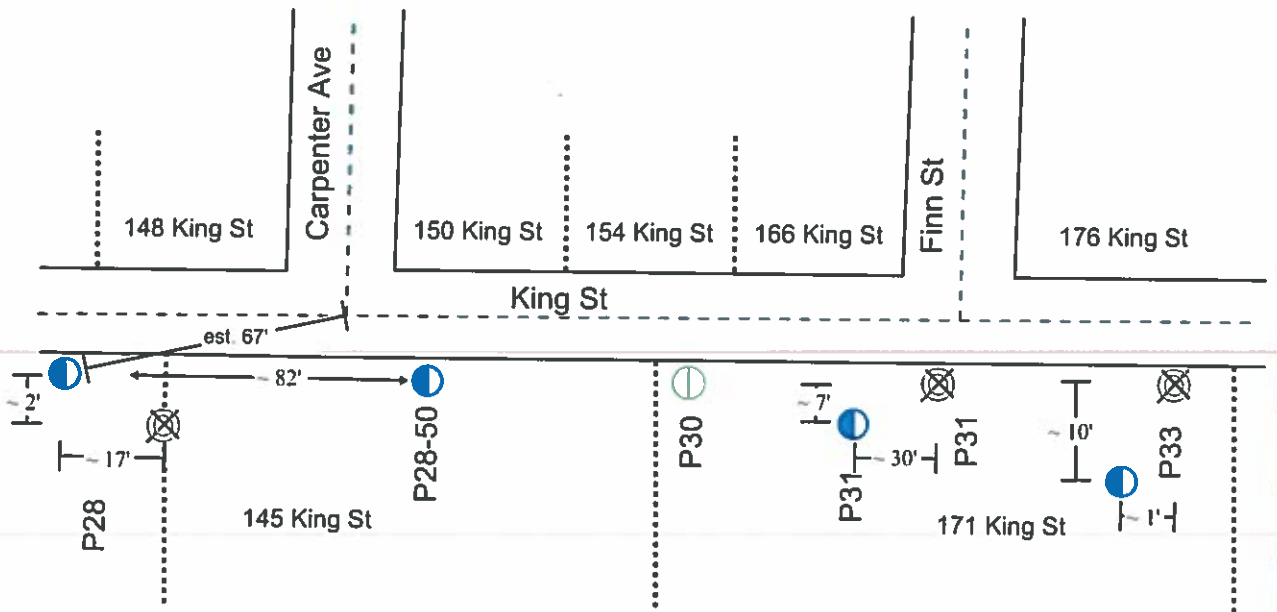 Carpenter Ave
Finn St
148 King St
150 King St
154 King St
166 King St
176 King St
King St
est. 67'
~ 82'
~ 2'
~ 17'
P28
P28-50
145 King St
P30
~ 7'
~ 30'
P31
P31
~ 10'
P33
171 King St
~ 1'